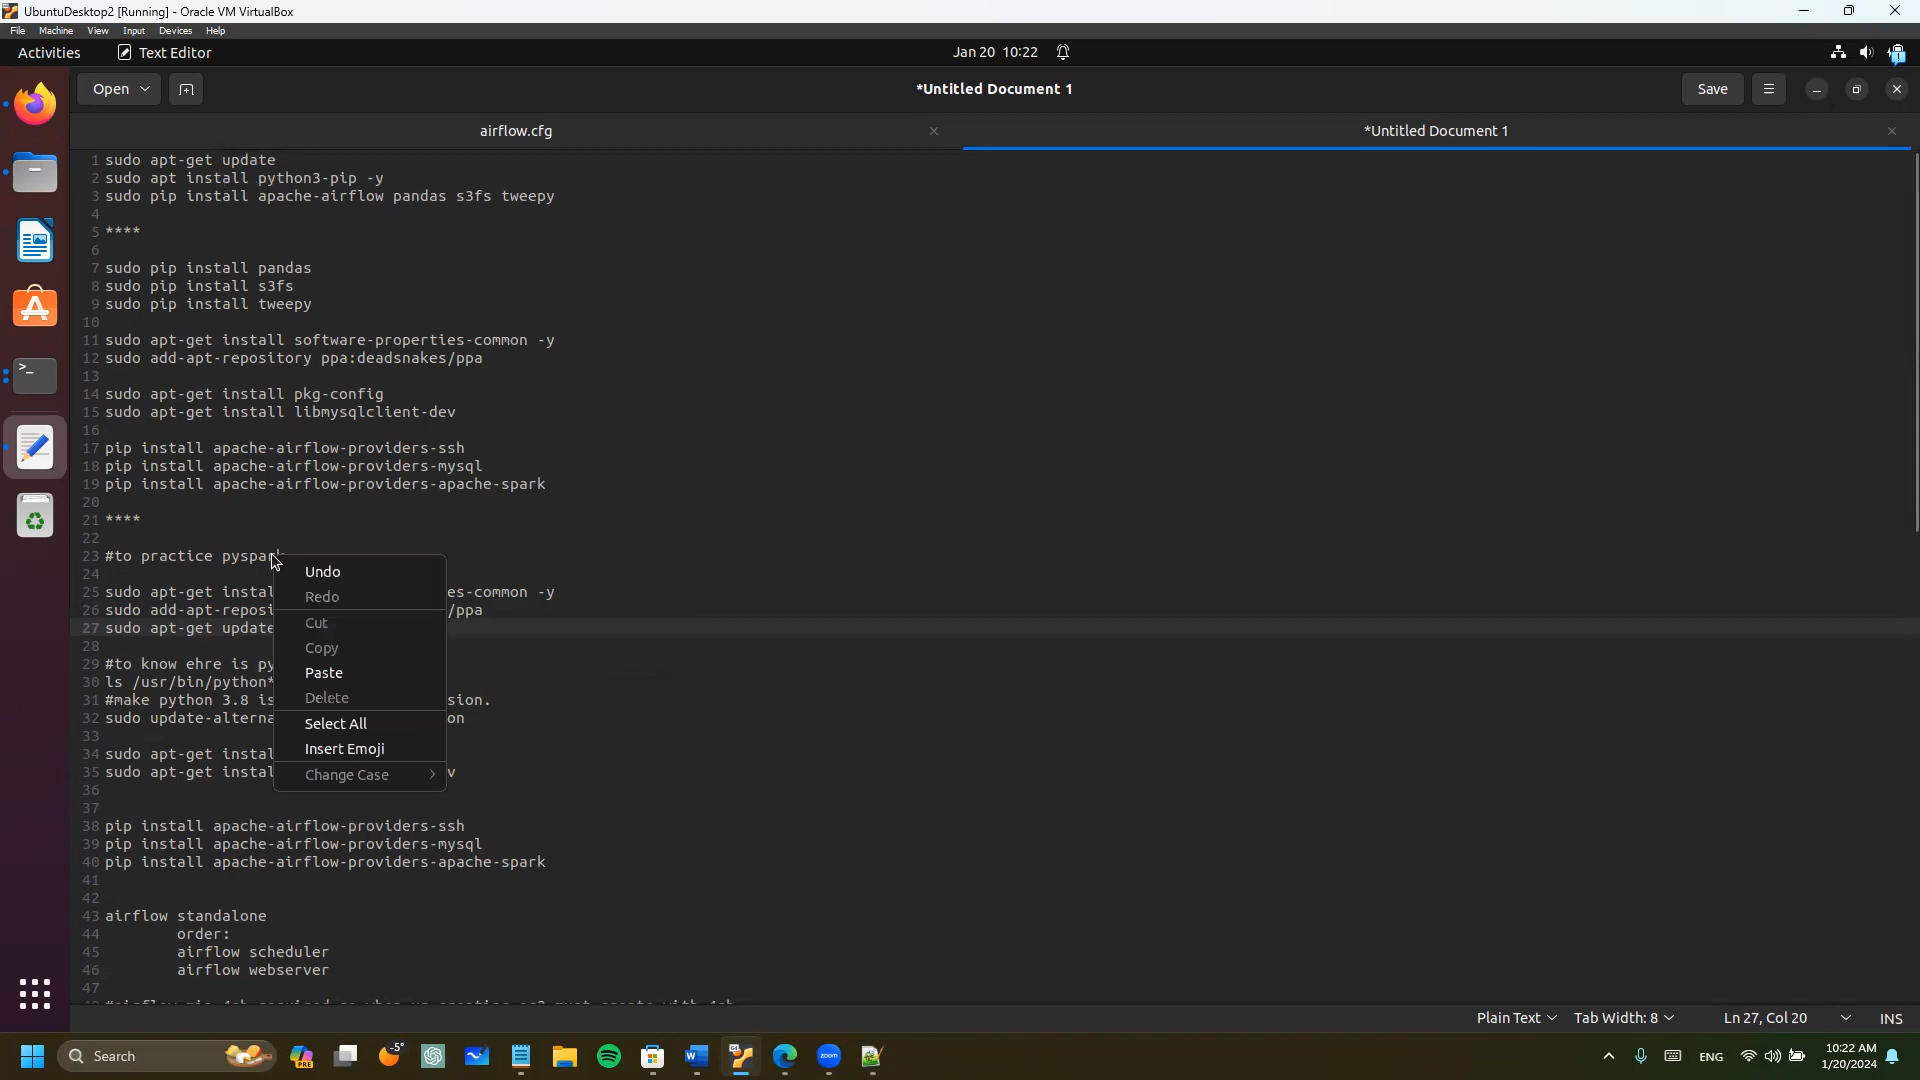 UbuntuDesktop2 [Running] - Oracle VM VirtualBox
File Machine View Input Devices Help
Activities Text Editor Jan 20 10:22
Open *Untitled Document 1 Save
airflow.cfg *Untitled Document 1
1 sudo apt-get update
2 sudo apt install python3-pip -y
3 sudo pip install apache-airflow pandas s3fs tweepy
4
5 ****
6
7 sudo pip install pandas
8 sudo pip install s3fs
9 sudo pip install tweepy
10
11 sudo apt-get install software-properties-common -y
12 sudo add-apt-repository ppa:deadsnakes/ppa
13
14 sudo apt-get install pkg-config
15 sudo apt-get install libmysqlclient-dev
16
17 pip install apache-airflow-providers-ssh
18 pip install apache-airflow-providers-mysql
19 pip install apache-airflow-providers-apache-spark
20
21 ****
22
23 #to practice pyspark
24
25 sudo apt-get instal es-common -y
26 sudo add-apt-reposi /ppa
27 sudo apt-get update
28
29 #to know ehre is py
30 ls /usr/bin/python*
31 #make python 3.8 is sion.
32 sudo update-alterna on
33
34 sudo apt-get instal
35 sudo apt-get instal v
36
37
38 pip install apache-airflow-providers-ssh
39 pip install apache-airflow-providers-mysql
40 pip install apache-airflow-providers-apache-spark
41
42
43 airflow standalone
44 order:
45 airflow scheduler
46 airflow webserver
47
Undo
Redo
Cut
Copy
Paste
Delete
Select All
Insert Emoji
Change Case
Plain Text Tab Width: 8 Ln 27, Col 20 INS
Search -5° PRE zoom 64 ENG 10:22 AM
1/20/2024